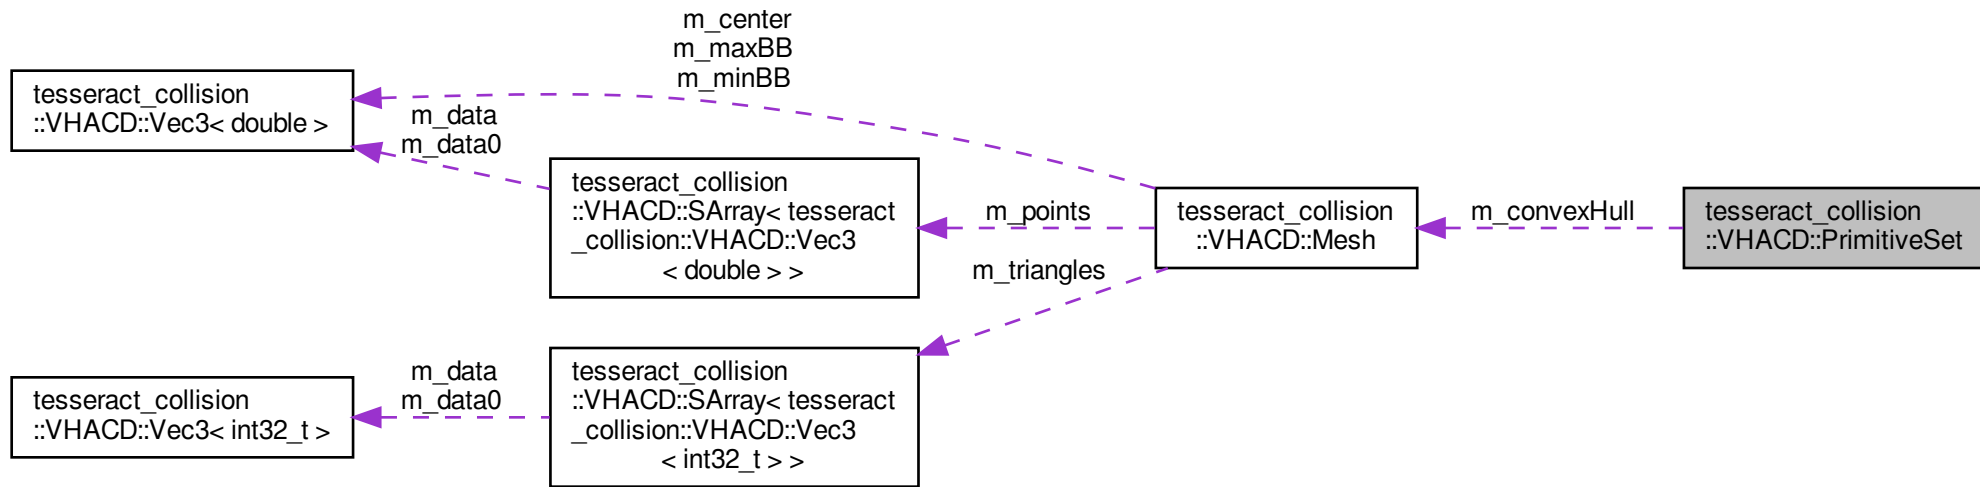 m_center
m_maxBB
m_minBB
tesseract_collision
::VHACD::Vec3< double >
m_data
m_data0
tesseract_collision
::VHACD::SArray< tesseract
_collision::VHACD::Vec3
< double > >
m_points
tesseract_collision
::VHACD::Mesh
m_convexHull
tesseract_collision
::VHACD::PrimitiveSet
m_triangles
tesseract_collision
::VHACD::Vec3< int32_t >
m_data
m_data0
tesseract_collision
::VHACD::SArray< tesseract
_collision::VHACD::Vec3
< int32_t > >